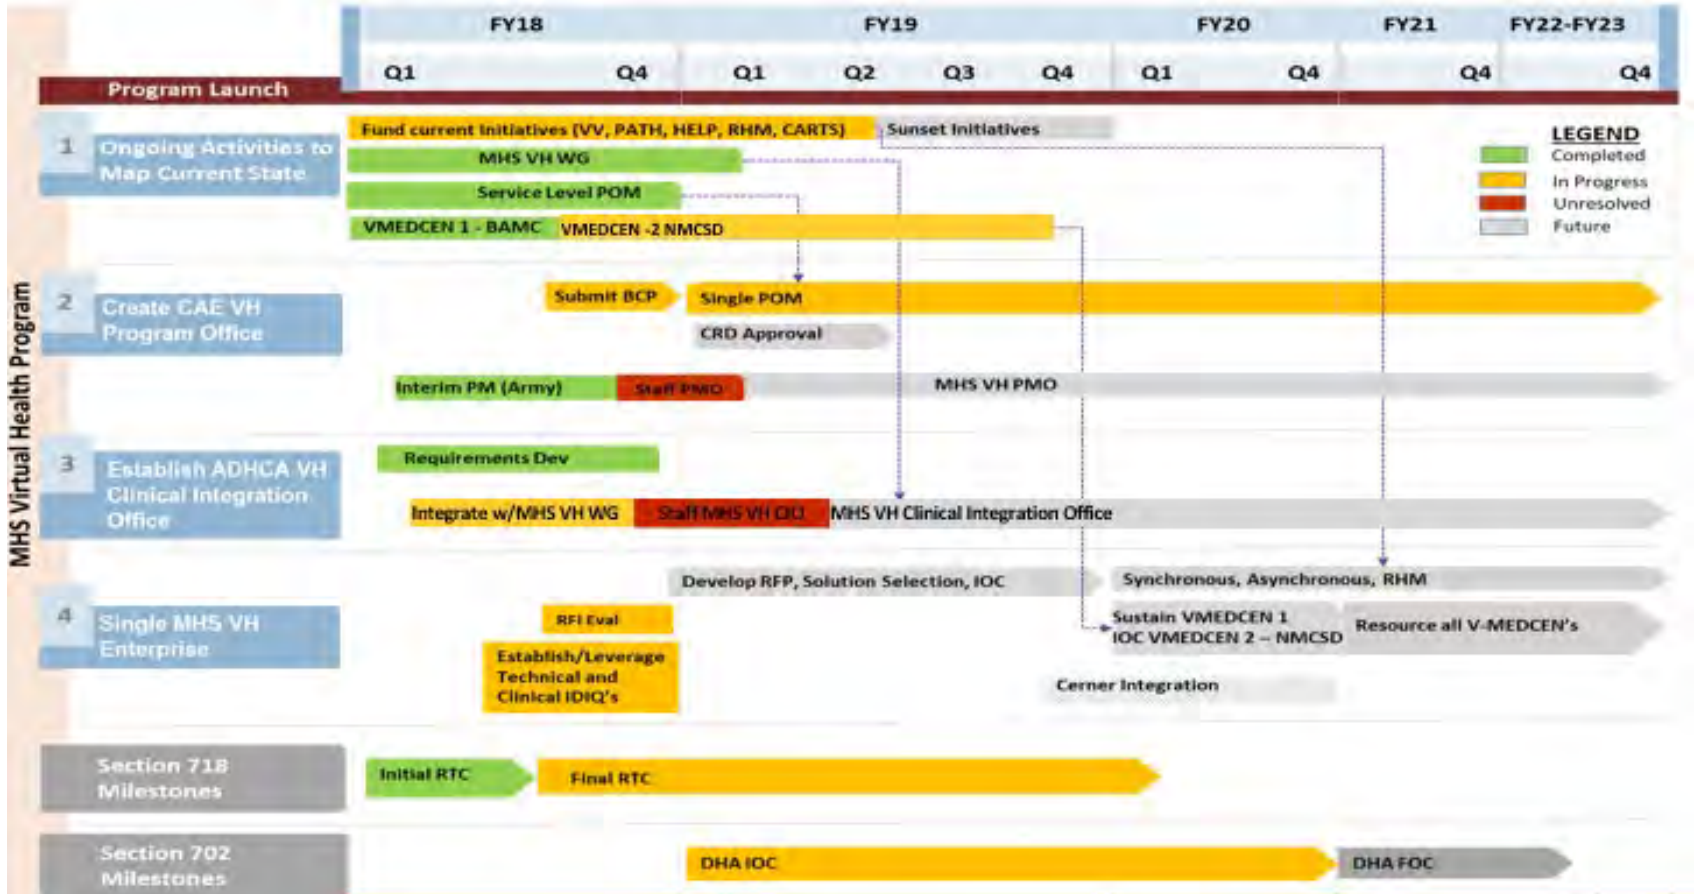 FY18 FY19 FY20 FY21 FY22-FY23
Q1 Q4 Q1 Q2 Q3 Q4 Q1 Q4 Q4 Q4
Program Launch
MHS Virtual Health Program
1
Ongoing Activities to
Map Current State
Fund current Initiatives (VV, PATH, HELP, RHM, CARTS)
Sunset Initiatives
MHS VH WG
Service Level POM
VMEDCEN 1 - BAMC
VMEDCEN -2 NMCSD
LEGEND
Completed
In Progress
Unresolved
Future
2
Create CAE VH
Program Office
Submit BCP
Single POM
CRD Approval
Interim PM (Army)
Staff PMO
MHS VH PMO
3
Establish ADHCA VH
Clinical Integration
Office
Requirements Dev
Integrate w/MHS VH WG
Staff MHS VH CIO
MHS VH Clinical Integration Office
4
Single MHS VH
Enterprise
Develop RFP, Solution Selection, IOC
Synchronous, Asynchronous, RHM
RFI Eval
Sustain VMEDCEN 1
IOC VMEDCEN 2 – NMCSD
Resource all V-MEDCEN's
Establish/Leverage
Technical and
Clinical IDIQ's
Cerner Integration
Section 718
Milestones
Initial RTC
Final RTC
Section 702
Milestones
DHA IOC
DHA FOC